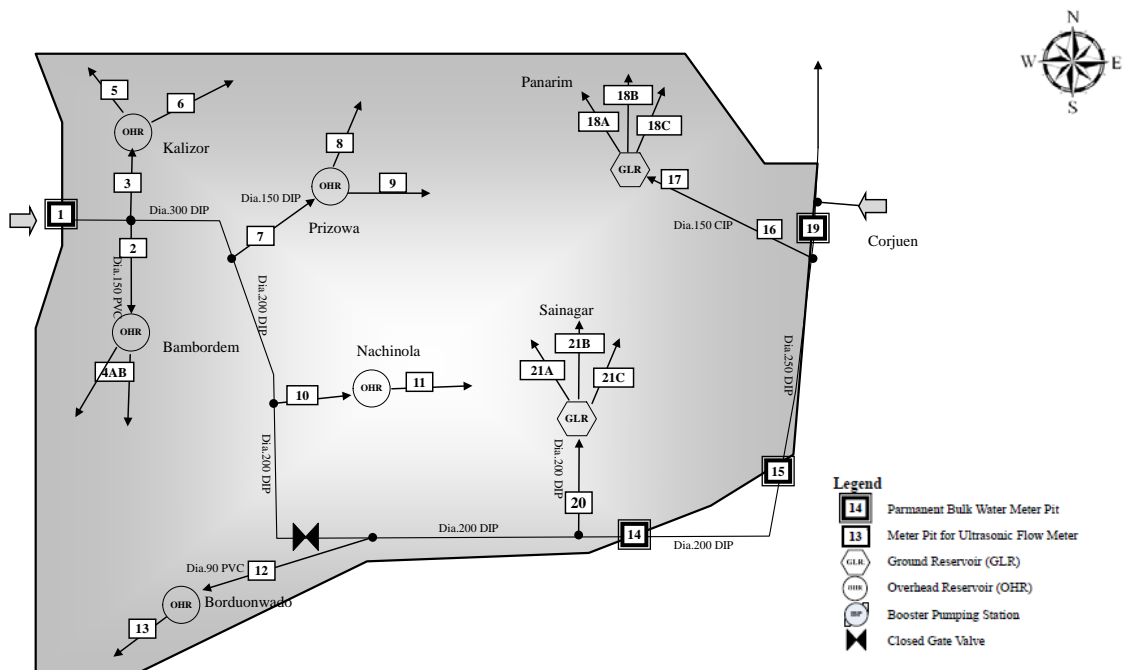 N
W E
S
Panarim
5
6
18B
18A
18C
OHR
Kalizor
8
GLR
17
3
9
OHR
Dia.150 DIP
1
Dia.300 DIP
Prizowa
7
Dia.150 CIP
16
19
Corjuen
2
Dia.150 PVC
Dia.200 DIP
OHR
Bambordem
Sainagar
Nachinola
21B
Dia.250 DIP
4AB
21A
21C
10
OHR
11
GLR
Dia.200 DIP
Dia.200 DIP
15
20
Dia.200 DIP
14
Dia.200 DIP
Dia.90 PVC
12
OHR
Borduonwado
13
Legend
14 Parmanent Bulk Water Meter Pit
13 Meter Pit for Ultrasonic Flow Meter
GLR Ground Reservoir (GLR)
OHR Overhead Reservoir (OHR)
Booster Pumping Station
Closed Gate Valve